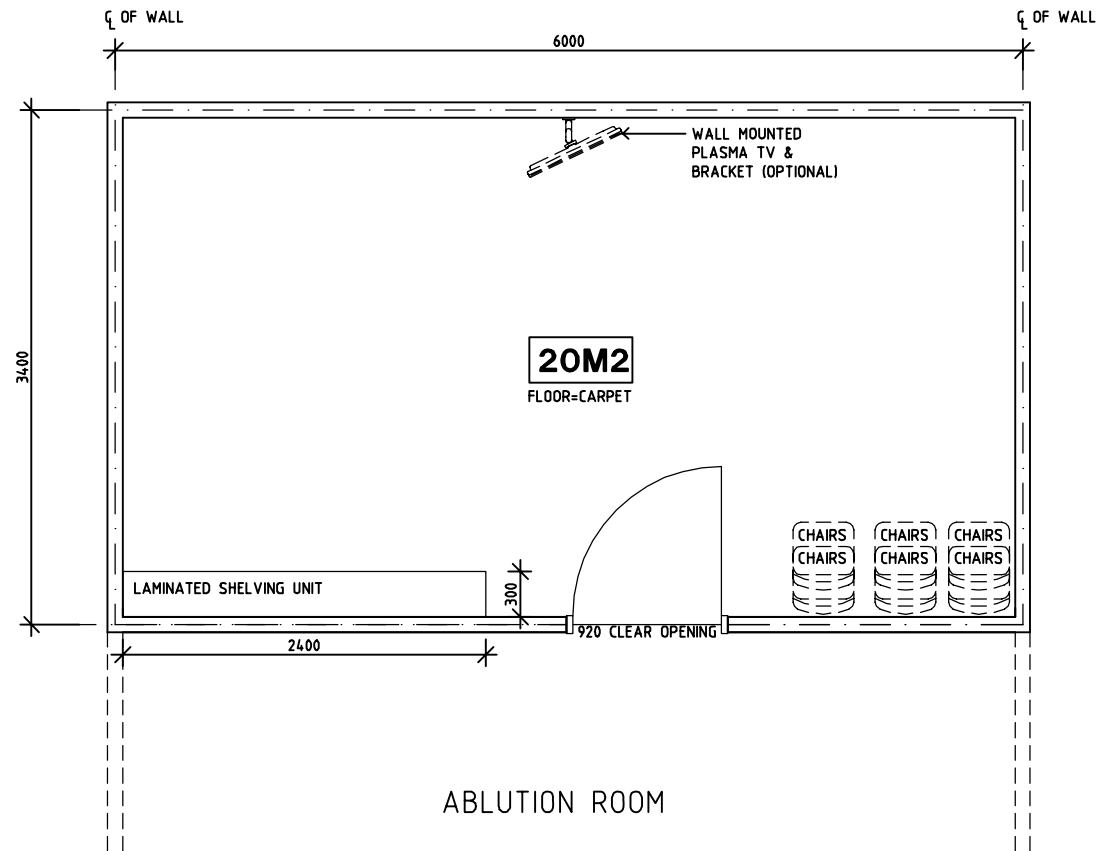 ℄ OF WALL
℄ OF WALL
6000
WALL MOUNTED
PLASMA TV &
BRACKET (OPTIONAL)
3400
20M2
FLOOR=CARPET
CHAIRS CHAIRS CHAIRS
CHAIRS CHAIRS CHAIRS
LAMINATED SHELVING UNIT
300
920 CLEAR OPENING
2400
ABLUTION ROOM